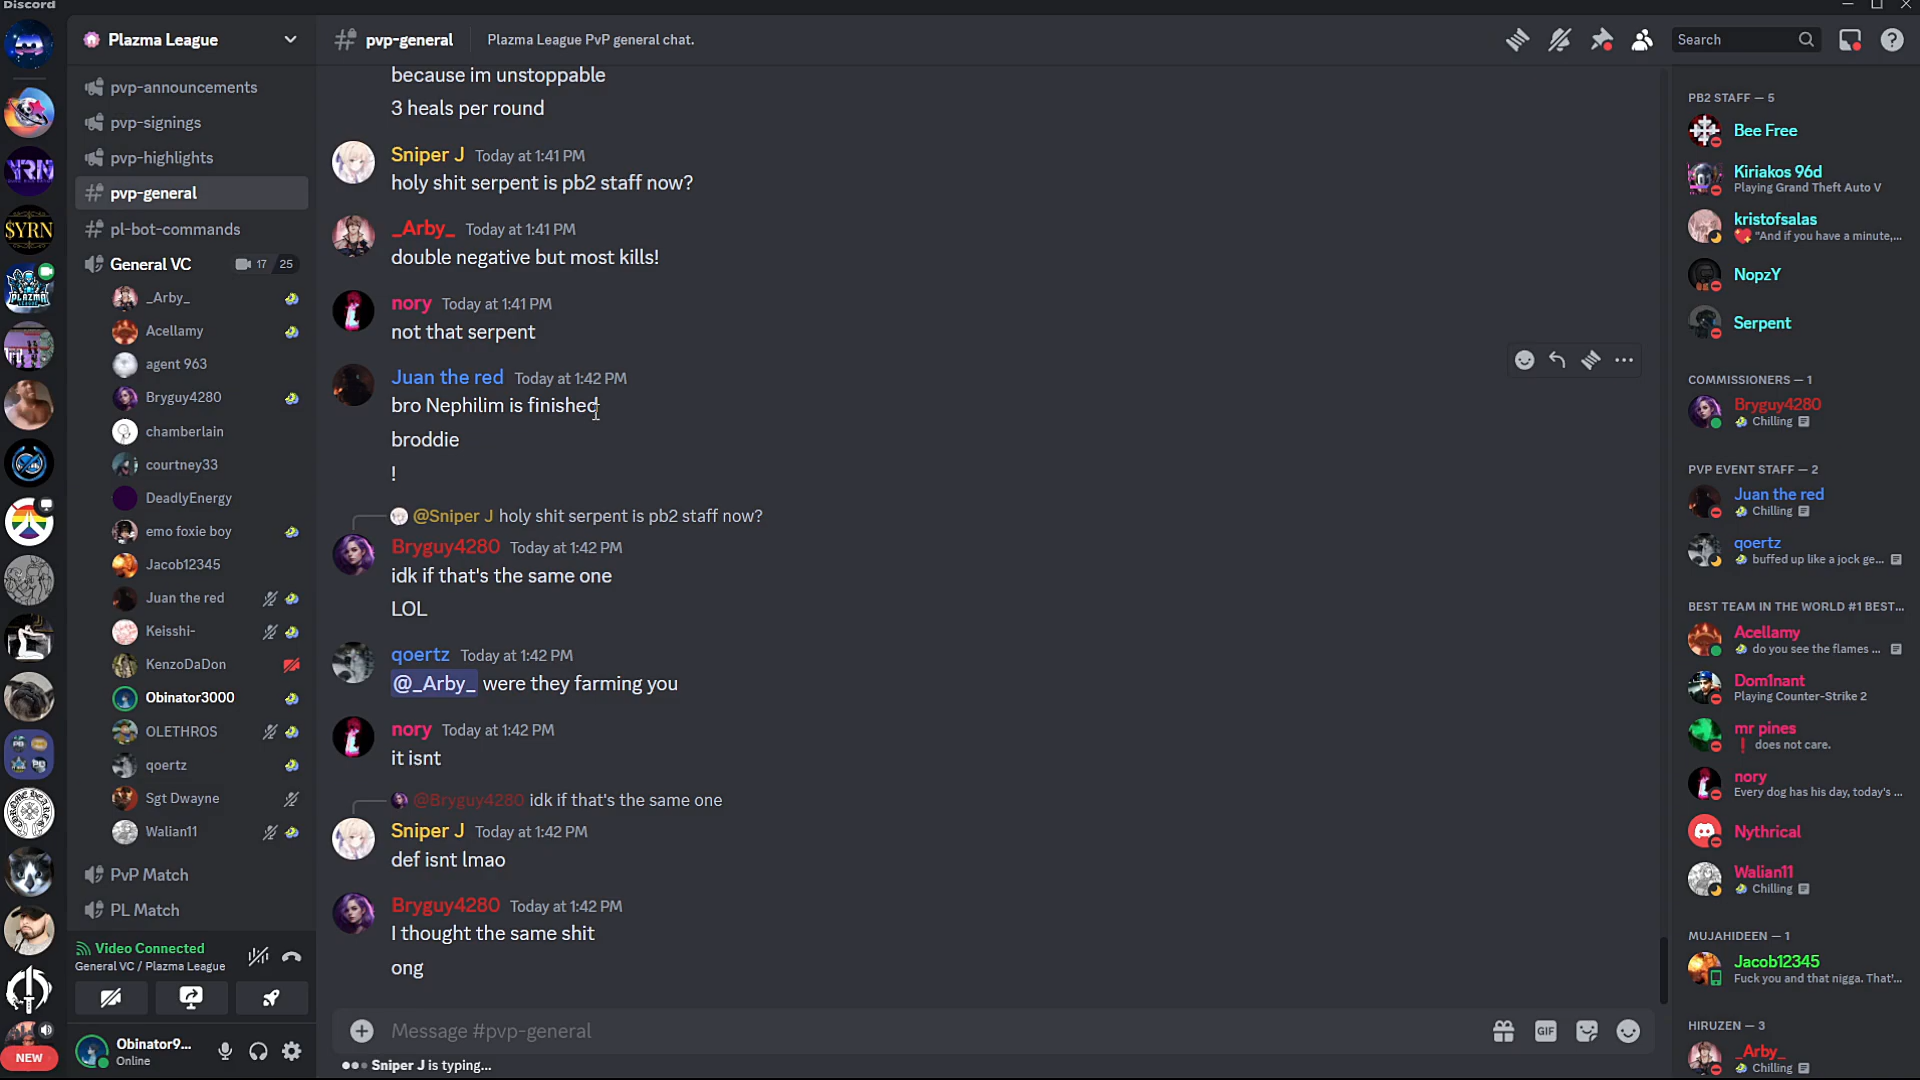 Discord
Plazma League
pvp-general
Plazma League PvP general chat.
Search
pvp-announcements
pvp-signings
pvp-highlights
pvp-general
pl-bot-commands
General VC
17
25
_Arby_
Acellamy
agent 963
Bryguy4280
chamberlain
courtney33
DeadlyEnergy
emo foxie boy
Jacob12345
Juan the red
Keisshi-
KenzoDaDon
Obinator3000
OLETHROS
qoertz
Sgt Dwayne
Walian11
PvP Match
PL Match
Video Connected
General VC / Plazma League
Obinator9...
Online
YRN
$YRN
PLAZMA
NEW
because im unstoppable
3 heals per round
Sniper J Today at 1:41 PM
holy shit serpent is pb2 staff now?
_Arby_ Today at 1:41 PM
double negative but most kills!
nory Today at 1:41 PM
not that serpent
Juan the red Today at 1:42 PM
bro Nephilim is finished
broddie
!
@Sniper J holy shit serpent is pb2 staff now?
Bryguy4280 Today at 1:42 PM
idk if that's the same one
LOL
qoertz Today at 1:42 PM
@_Arby_ were they farming you
nory Today at 1:42 PM
it isnt
@Bryguy4280 idk if that's the same one
Sniper J Today at 1:42 PM
def isnt lmao
Bryguy4280 Today at 1:42 PM
I thought the same shit
ong
Message #pvp-general
GIF
Sniper J is typing...
PB2 STAFF — 5
Bee Free
Kiriakos 96d
Playing Grand Theft Auto V
kristofsalas
"And if you have a minute,...
NopzY
Serpent
COMMISSIONERS — 1
Bryguy4280
Chilling
PVP EVENT STAFF — 2
Juan the red
Chilling
qoertz
buffed up like a jock ge...
BEST TEAM IN THE WORLD #1 BEST...
Acellamy
do you see the flames ...
Dom1nant
Playing Counter-Strike 2
mr pines
does not care.
nory
Every dog has his day, today's ...
Nythrical
Walian11
Chilling
MUJAHIDEEN — 1
Jacob12345
Fuck you and that nigga. That'...
HIRUZEN — 3
_Arby_
Chilling